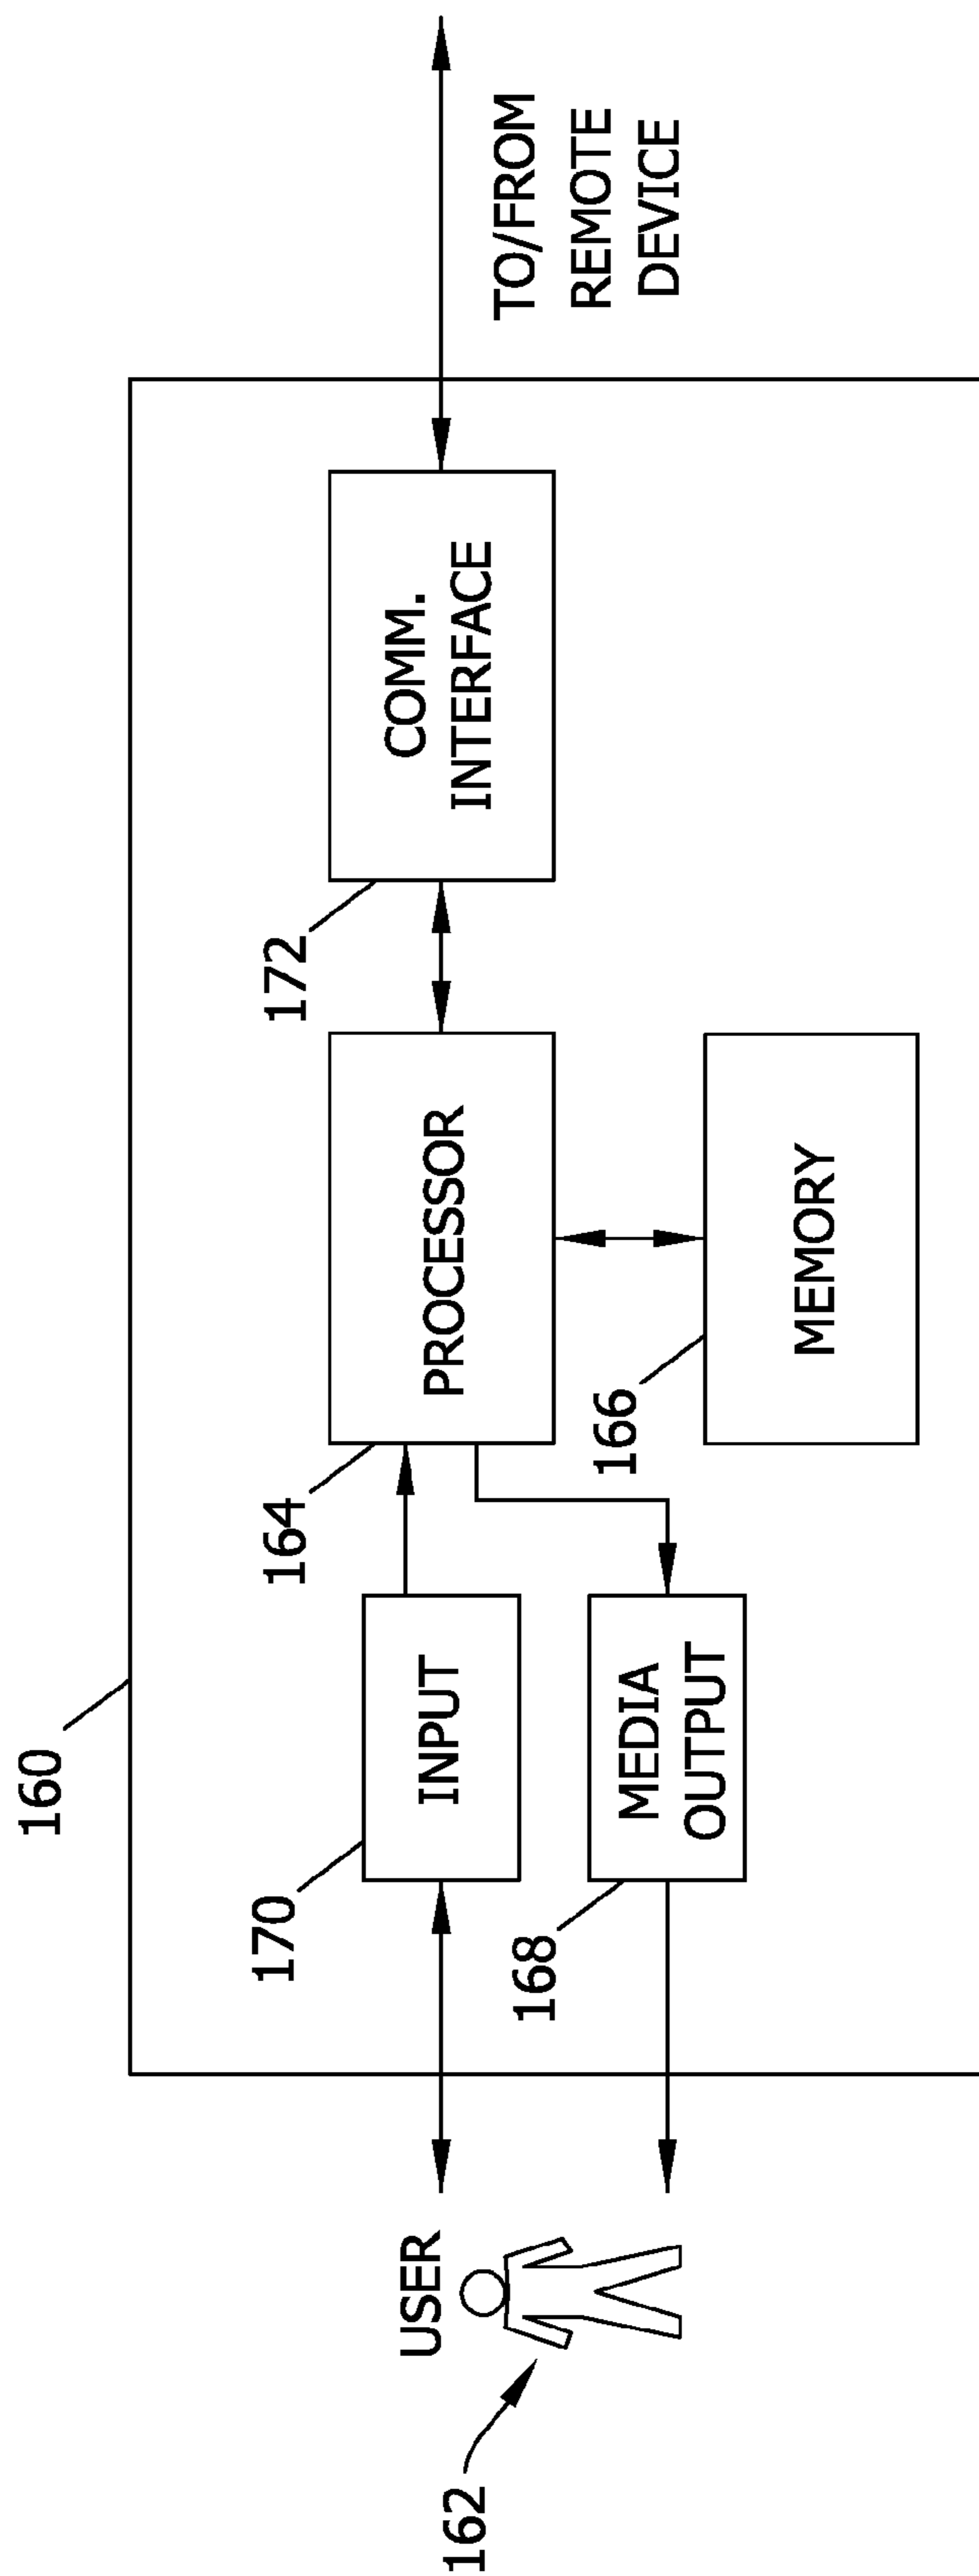 160
162
USER
170
INPUT
168
MEDIA
OUTPUT
164
PROCESSOR
166
MEMORY
172
COMM.
INTERFACE
TO/FROM
REMOTE
DEVICE